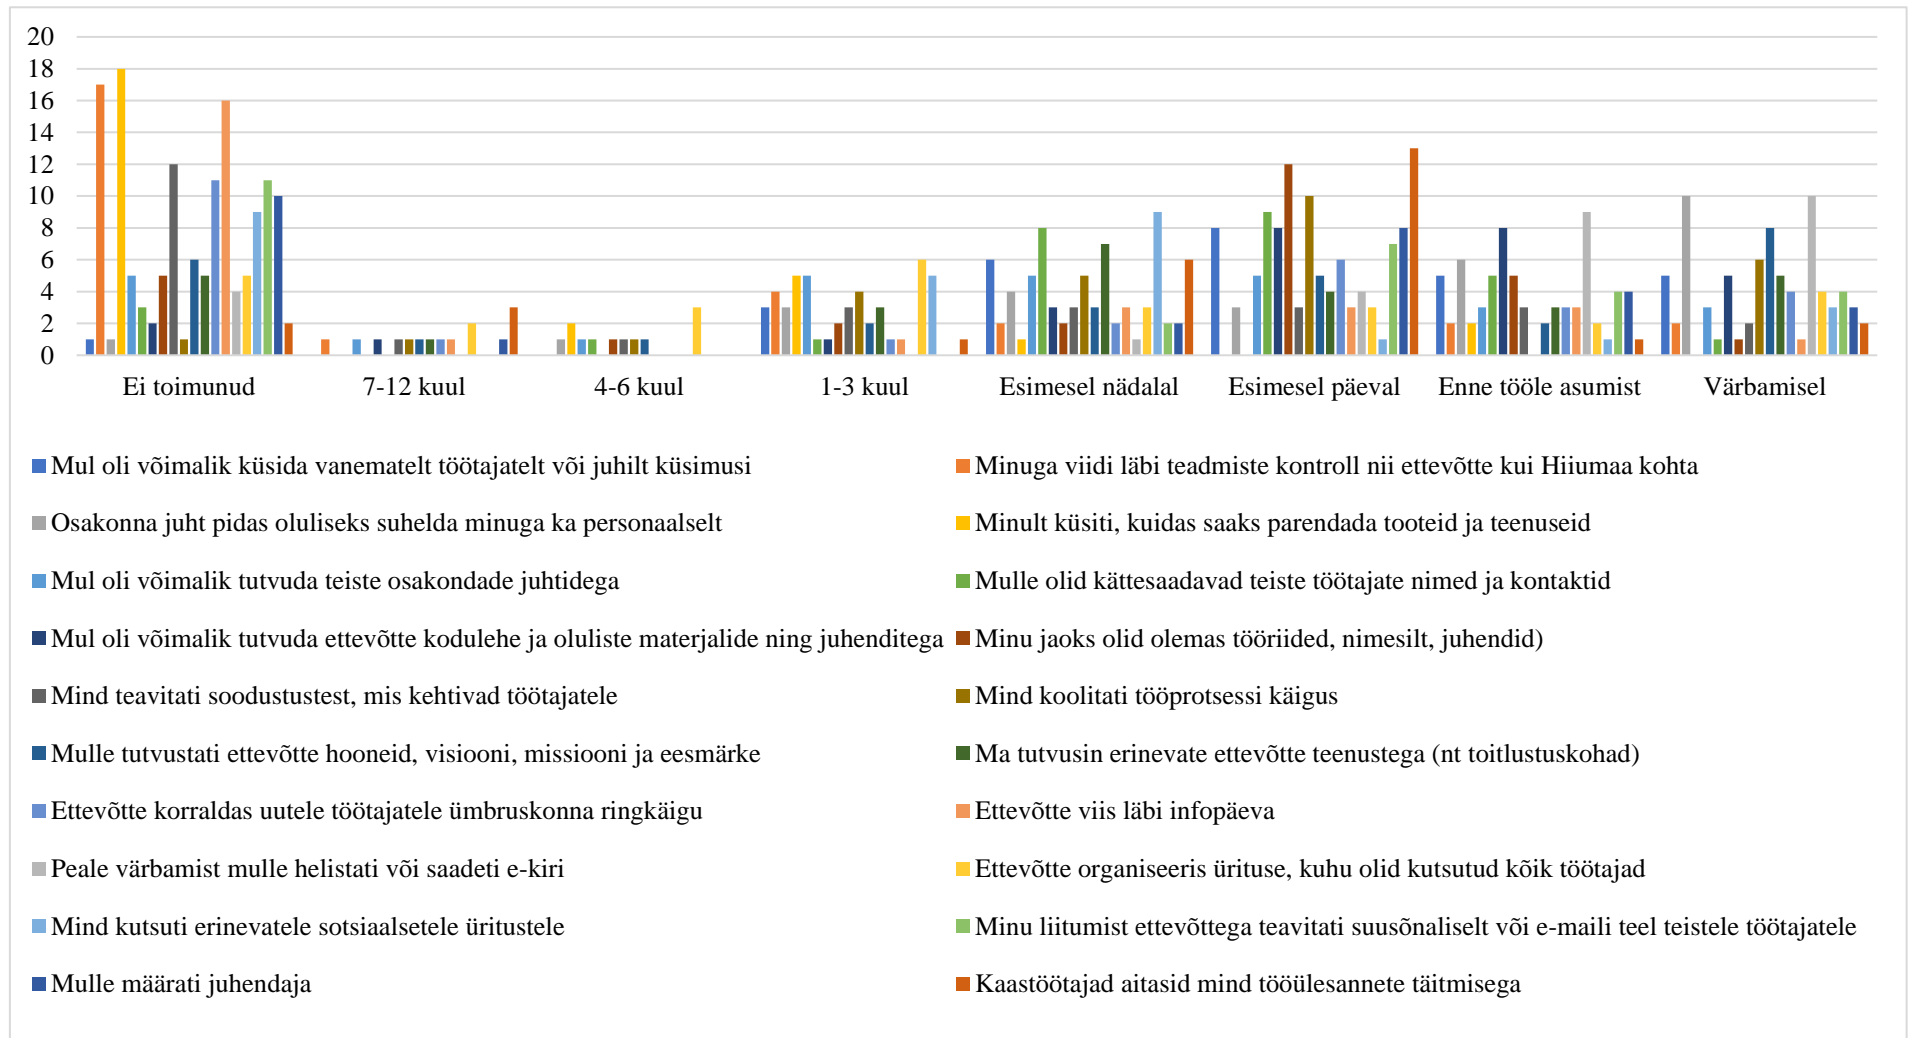 20
18
16
14
12
10
8
6
4
2
0
Ei toimunud 7-12 kuul 4-6 kuul 1-3 kuul Esimesel nädalal Esimesel päeval Enne tööle asumist Värbamisel
Mul oli võimalik küsida vanematelt töötajatelt või juhilt küsimusi Minuga viidi läbi teadmiste kontroll nii ettevõtte kui Hiiumaa kohta
Osakonna juht pidas oluliseks suhelda minuga ka personaalselt Minult küsiti, kuidas saaks parendada tooteid ja teenuseid
Mul oli võimalik tutvuda teiste osakondade juhtidega Mulle olid kättesaadavad teiste töötajate nimed ja kontaktid
Mul oli võimalik tutvuda ettevõtte kodulehe ja oluliste materjalide ning juhenditega Minu jaoks olid olemas tööriided, nimesilt, juhendid)
Mind teavitati soodustustest, mis kehtivad töötajatele Mind koolitati tööprotsessi käigus
Mulle tutvustati ettevõtte hooneid, visiooni, missiooni ja eesmärke Ma tutvusin erinevate ettevõtte teenustega (nt toitlustuskohad)
Ettevõtte korraldas uutele töötajatele ümbruskonna ringkäigu Ettevõtte viis läbi infopäeva
Peale värbamist mulle helistati või saadeti e-kiri Ettevõtte organiseeris ürituse, kuhu olid kutsutud kõik töötajad
Mind kutsuti erinevatele sotsiaalsetele üritustele Minu liitumist ettevõttega teavitati suusõnaliselt või e-maili teel teistele töötajatele
Mulle määrati juhendaja Kaastöötajad aitasid mind tööülesannete täitmisega